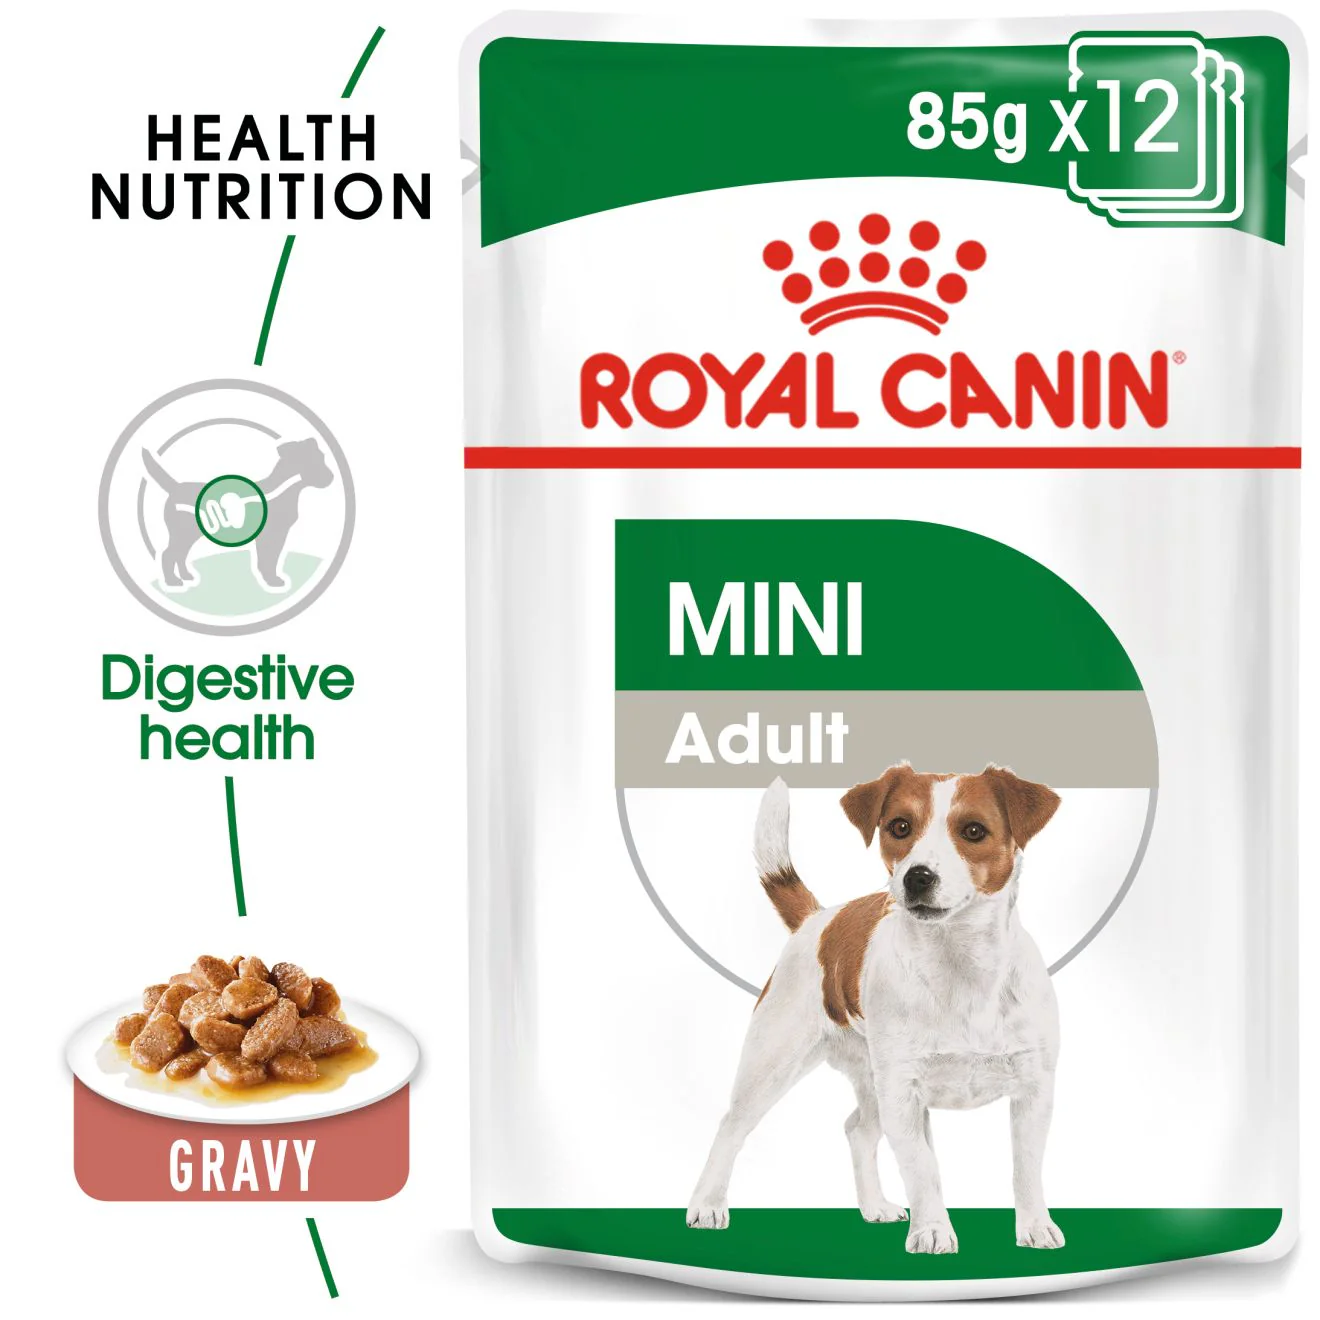 HEALTH
NUTRITION
Digestive
health
GRAVY
85g x12
ROYAL CANIN®
MINI
Adult